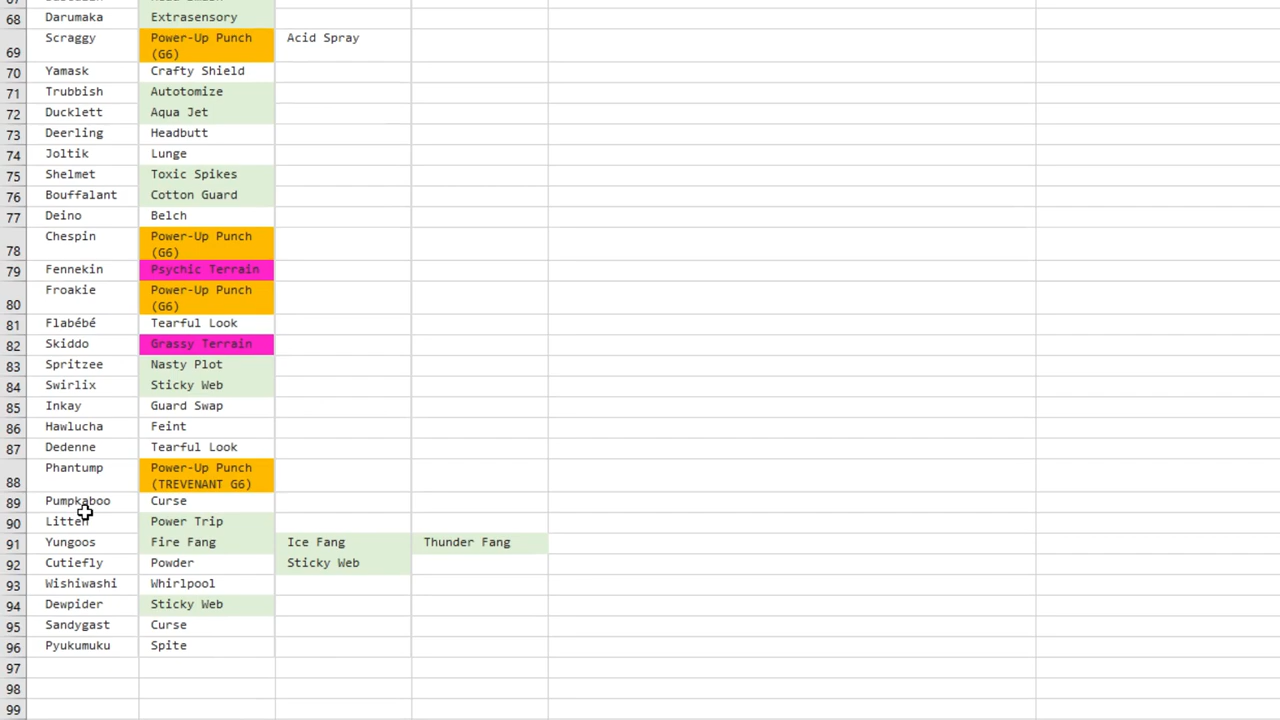 68 Darumaka Extrasensory
69 Scraggy Power-Up Punch Acid Spray
(G6)
70 Yamask Crafty Shield
71 Trubbish Autotomize
72 Ducklett Aqua Jet
73 Deerling Headbutt
74 Joltik Lunge
75 Shelmet Toxic Spikes
76 Bouffalant Cotton Guard
77 Deino Belch
78 Chespin Power-Up Punch
(G6)
79 Fennekin Psychic Terrain
80 Froakie Power-Up Punch
(G6)
81 Flabébé Tearful Look
82 Skiddo Grassy Terrain
83 Spritzee Nasty Plot
84 Swirlix Sticky Web
85 Inkay Guard Swap
86 Hawlucha Feint
87 Dedenne Tearful Look
88 Phantump Power-Up Punch
(TREVENANT G6)
89 Pumpkaboo Curse
90 Litten Power Trip
91 Yungoos Fire Fang Ice Fang Thunder Fang
92 Cutiefly Powder Sticky Web
93 Wishiwashi Whirlpool
94 Dewpider Sticky Web
95 Sandygast Curse
96 Pyukumuku Spite
97
98
99